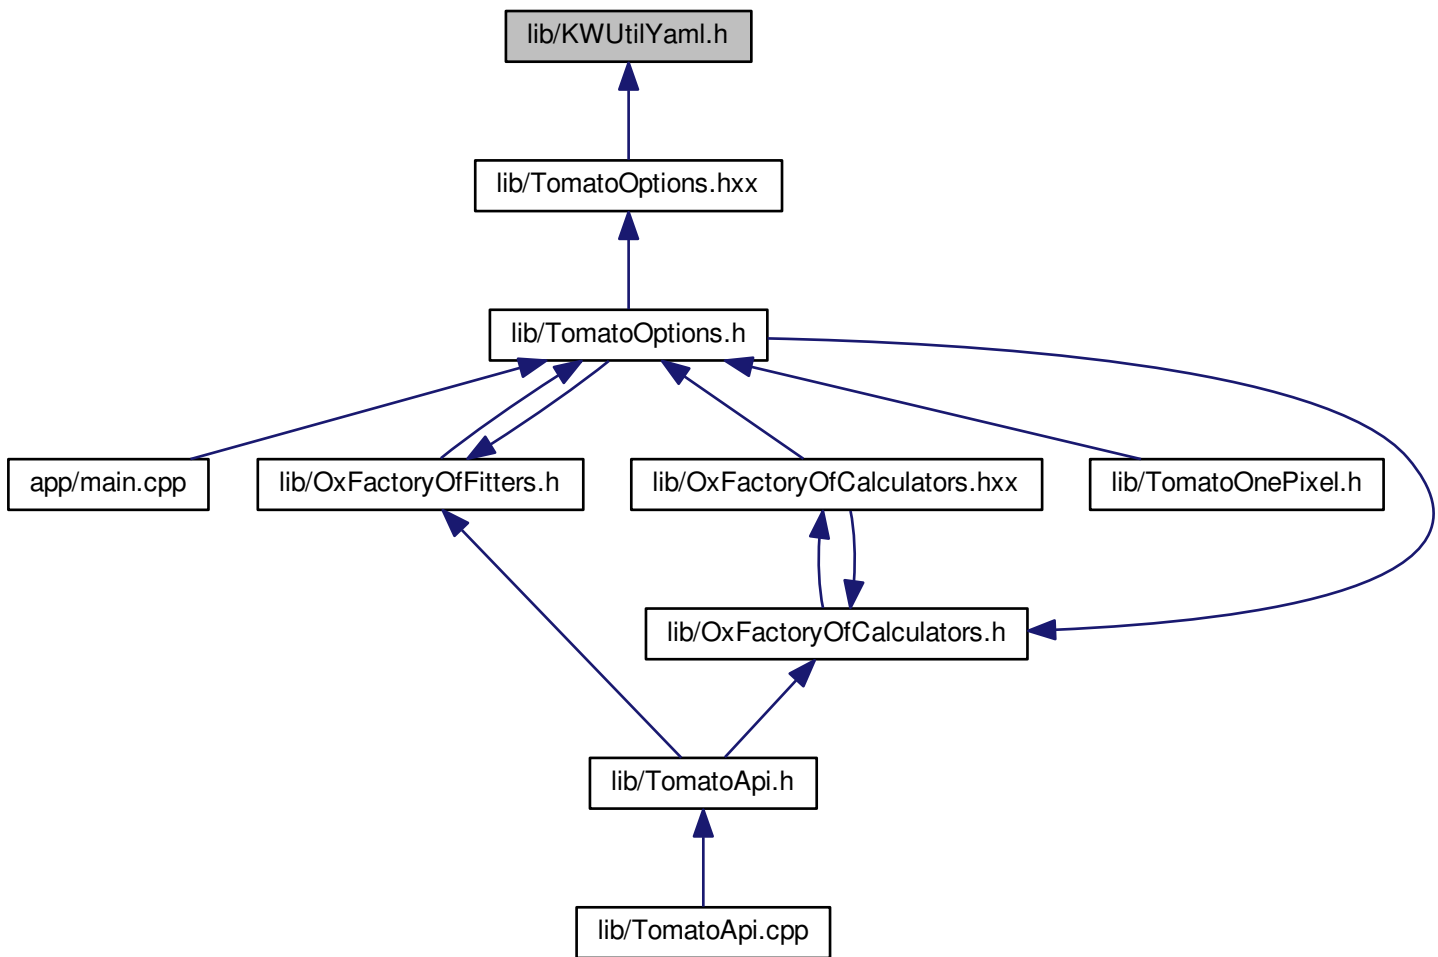 lib/KWUtilYaml.h
lib/TomatoOptions.hxx
lib/TomatoOptions.h
app/main.cpp
lib/OxFactoryOfFitters.h
lib/OxFactoryOfCalculators.hxx
lib/TomatoOnePixel.h
lib/OxFactoryOfCalculators.h
lib/TomatoApi.h
lib/TomatoApi.cpp